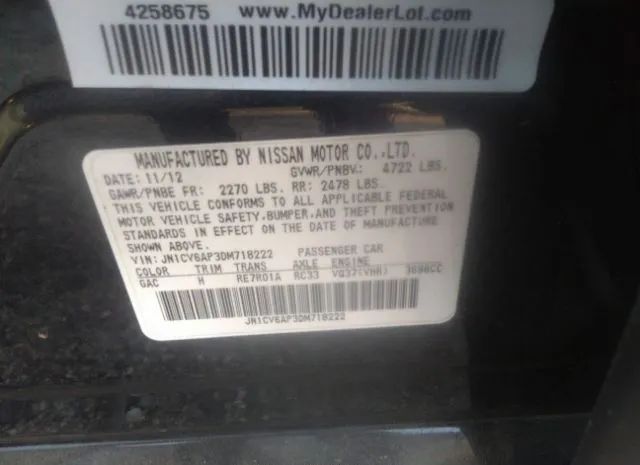 4258675 www.MyDealerLot.com
MANUFACTURED BY NISSAN MOTOR CO.,LTD.
DATE: 11/12 GVWR/PNBV: 4722 LBS.
GAWR/PNBE FR: 2270 LBS. RR: 2478 LBS.
THIS VEHICLE CONFORMS TO ALL APPLICABLE FEDERAL
MOTOR VEHICLE SAFETY, BUMPER, AND THEFT PREVENTION
STANDARDS IN EFFECT ON THE DATE OF MANUFACTURE
SHOWN ABOVE.
VIN: JN1CV6AP3DM718222 PASSENGER CAR
COLOR TRIM TRANS AXLE ENGINE
GAC H RE7R01A RC33 VQ37(VHR) 3696CC
JN1CV6AP3DM718222